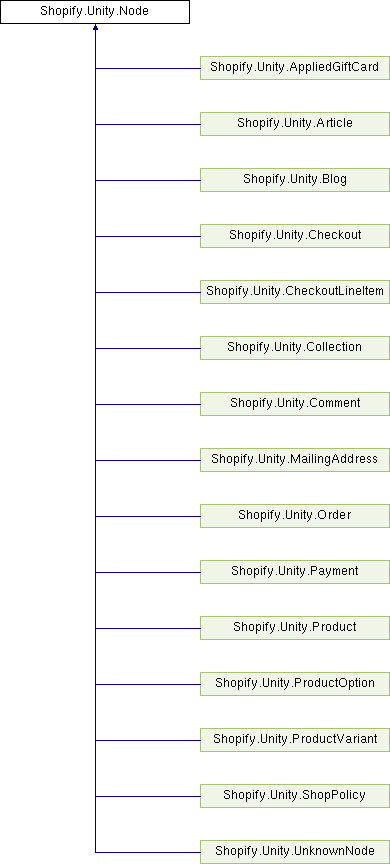 Shopify.Unity.Node
Shopify.Unity.AppliedGiftCard
Shopify.Unity.Article
Shopify.Unity.Blog
Shopify.Unity.Checkout
Shopify.Unity.CheckoutLineItem
Shopify.Unity.Collection
Shopify.Unity.Comment
Shopify.Unity.MailingAddress
Shopify.Unity.Order
Shopify.Unity.Payment
Shopify.Unity.Product
Shopify.Unity.ProductOption
Shopify.Unity.ProductVariant
Shopify.Unity.ShopPolicy
Shopify.Unity.UnknownNode